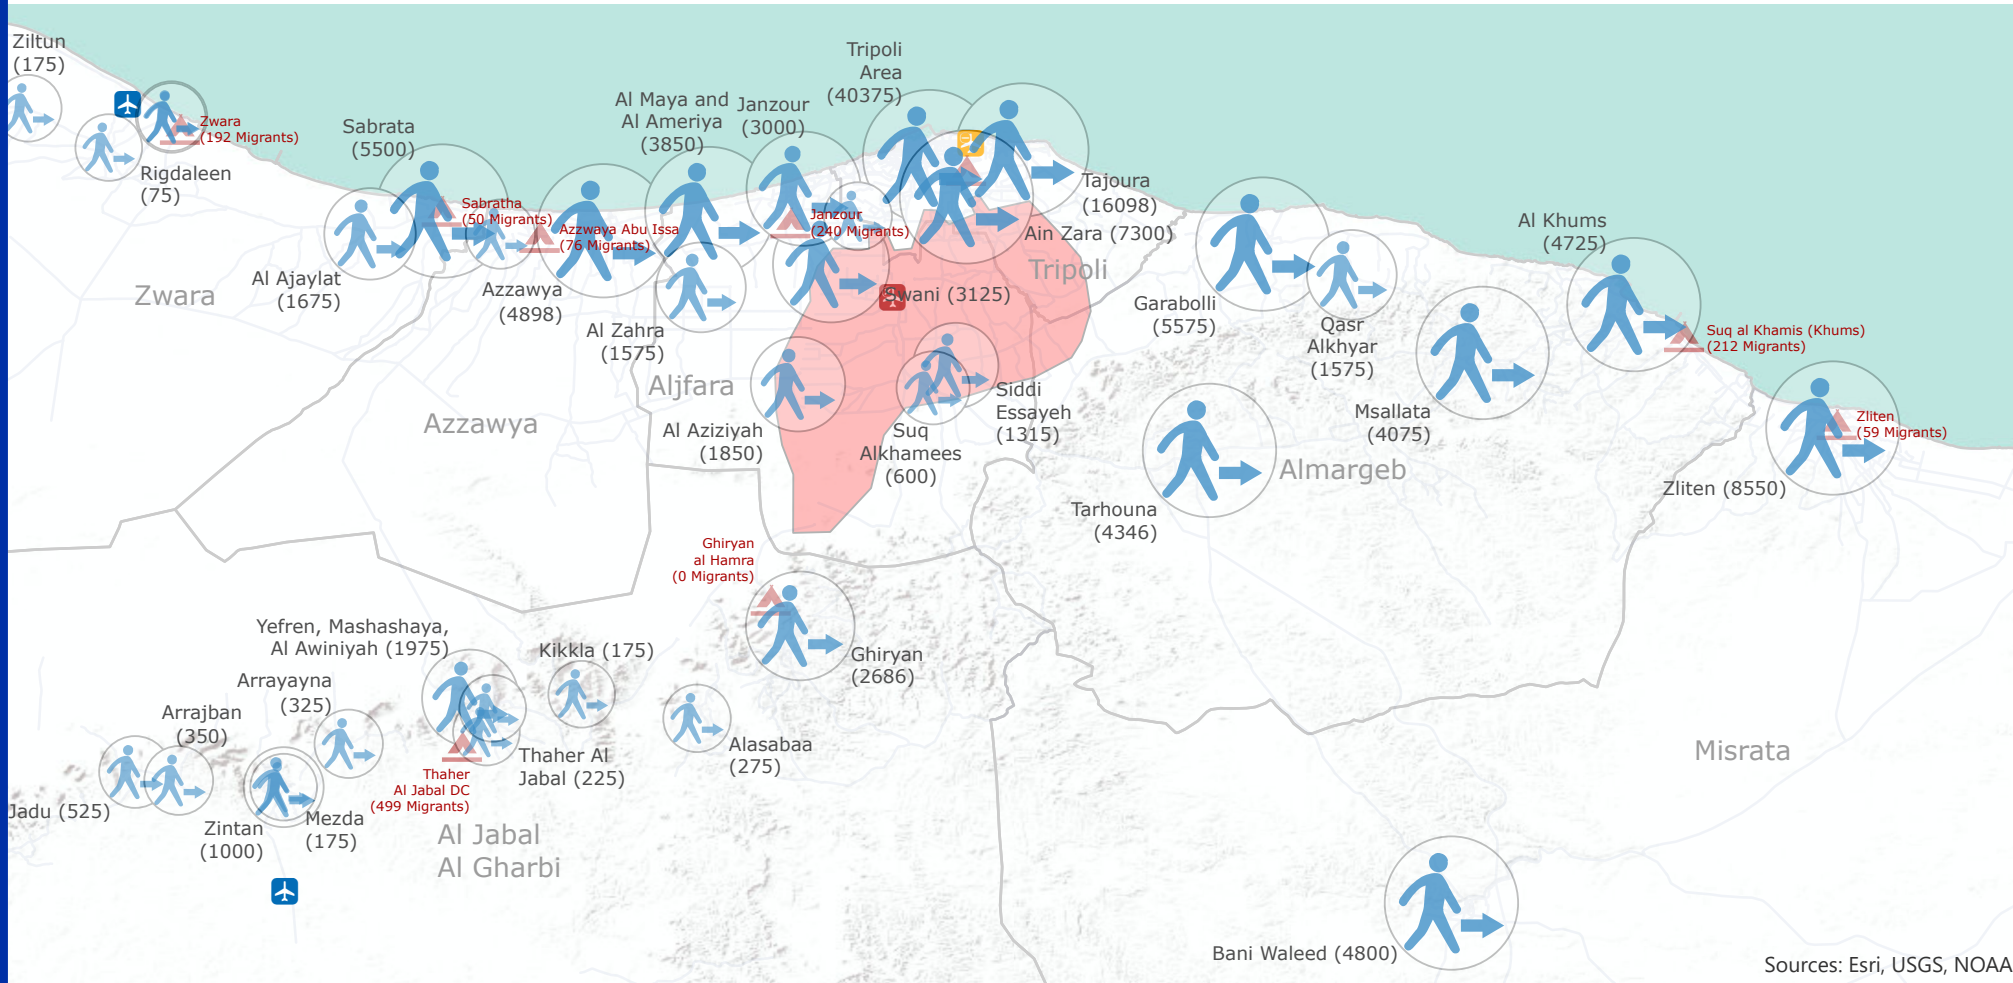 Ziltun
(175)
Zwara
(192 Migrants)
Rigdaleen
(75)
Sabrata
(5500)
Al Maya and
Al Ameriya
(3850)
Janzour
(3000)
Tripoli
Area
(40375)
Sabratha
(50 Migrants)
Azzwaya Abu Issa
(76 Migrants)
Janzour
(240 Migrants)
Tajoura
(16098)
Ain Zara (7300)
Tripoli
Al Khums
(4725)
Zwara
Al Ajaylat
(1675)
Azzawya
(4898)
Al Zahra
(1575)
Swani (3125)
Garabolli
(5575)
Qasr
Alkhyar
(1575)
Suq al Khamis (Khums)
(212 Migrants)
Aljfara
Azzawya
Al Aziziyah
(1850)
Suq
Alkhamees
(600)
Siddi
Essayeh
(1315)
Msallata
(4075)
Almargeb
Zliten
(59 Migrants)
Zliten (8550)
Tarhouna
(4346)
Ghiryan
al Hamra
(0 Migrants)
Ghiryan
(2686)
Yefren, Mashashaya,
Al Awiniyah (1975)
Kikkla (175)
Arrayayna
(325)
Arrajban
(350)
Jadu (525)
Zintan
(1000)
Mezda
(175)
Thaher Al
Jabal (225)
Thaher
Al Jabal DC
(499 Migrants)
Alasabaa
(275)
Al Jabal
Al Gharbi
Misrata
Bani Waleed (4800)
Sources: Esri, USGS, NOAA